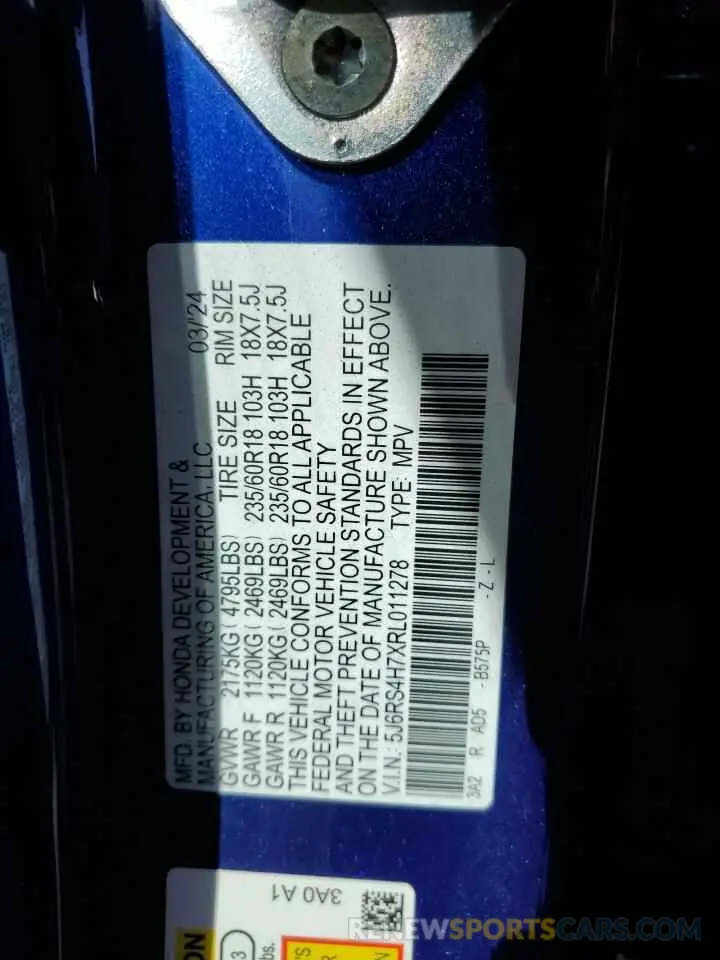 MFD. BY HONDA DEVELOPMENT &
MANUFACTURING OF AMERICA, LLC 03/'24
GVWR 2175KG ( 4795LBS) TIRE SIZE RIM SIZE
GAWR F 1120KG ( 2469LBS) 235/60R18 103H 18X7.5J
GAWR R 1120KG ( 2469LBS) 235/60R18 103H 18X7.5J
THIS VEHICLE CONFORMS TO ALL APPLICABLE
FEDERAL MOTOR VEHICLE SAFETY
AND THEFT PREVENTION STANDARDS IN EFFECT
ON THE DATE OF MANUFACTURE SHOWN ABOVE.
V.I.N.: 5J6RS4H7XRL011278 TYPE: MPV
3A2 R AD5 -B575P -Z-L
3A0 A1
ON
3
bs.
'S
R
N
RENEWSPORTSCARS.COM